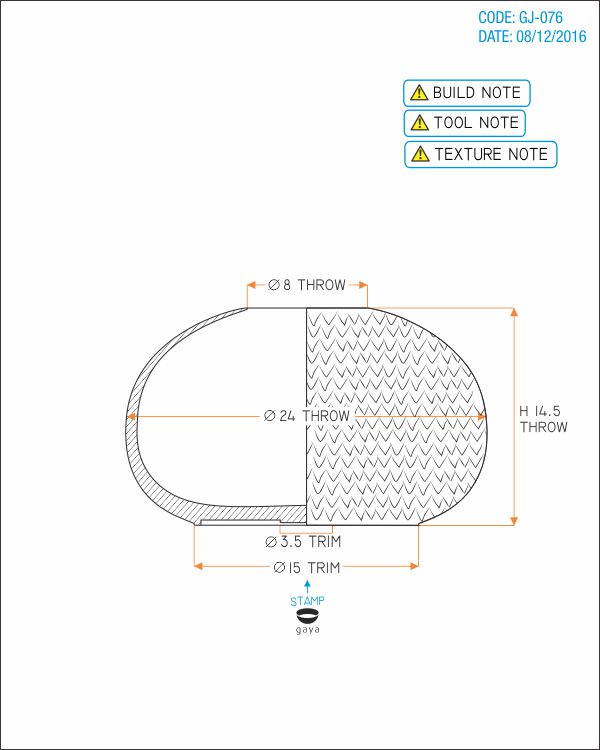 CODE: GJ-076
DATE: 08/12/2016
BUILD NOTE
TOOL NOTE
TEXTURE NOTE
∅ 8 THROW
∅ 24 THROW
H 14.5
THROW
∅ 3.5 TRIM
∅ 15 TRIM
STAMP
gaya